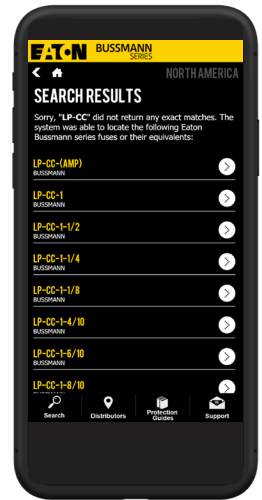 EATON BUSSMANN
SERIES
NORTH AMERICA
SEARCH RESULTS
Sorry, "LP-CC" did not return any exact matches. The
system was able to locate the following Eaton
Bussmann series fuses or their equivalents:
LP-CC-(AMP)
BUSSMANN
LP-CC-1
BUSSMANN
LP-CC-1-1/2
BUSSMANN
LP-CC-1-1/4
BUSSMANN
LP-CC-1-1/8
BUSSMANN
LP-CC-1-4/10
BUSSMANN
LP-CC-1-6/10
BUSSMANN
LP-CC-1-8/10
BUSSMANN
Search Distributors Protection Guides Support